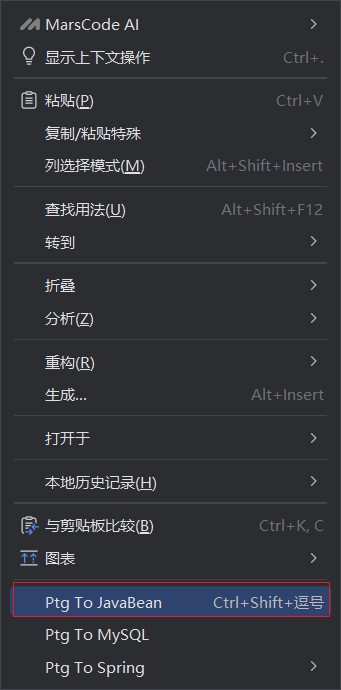 MarsCode AI
显示上下文操作 Ctrl+.
粘贴(P) Ctrl+V
复制/粘贴特殊
列选择模式(M) Alt+Shift+Insert
查找用法(U) Alt+Shift+F12
转到
折叠
分析(Z)
重构(R)
生成... Alt+Insert
打开于
本地历史记录(H)
与剪贴板比较(B) Ctrl+K, C
图表
Ptg To JavaBean Ctrl+Shift+逗号
Ptg To MySQL
Ptg To Spring